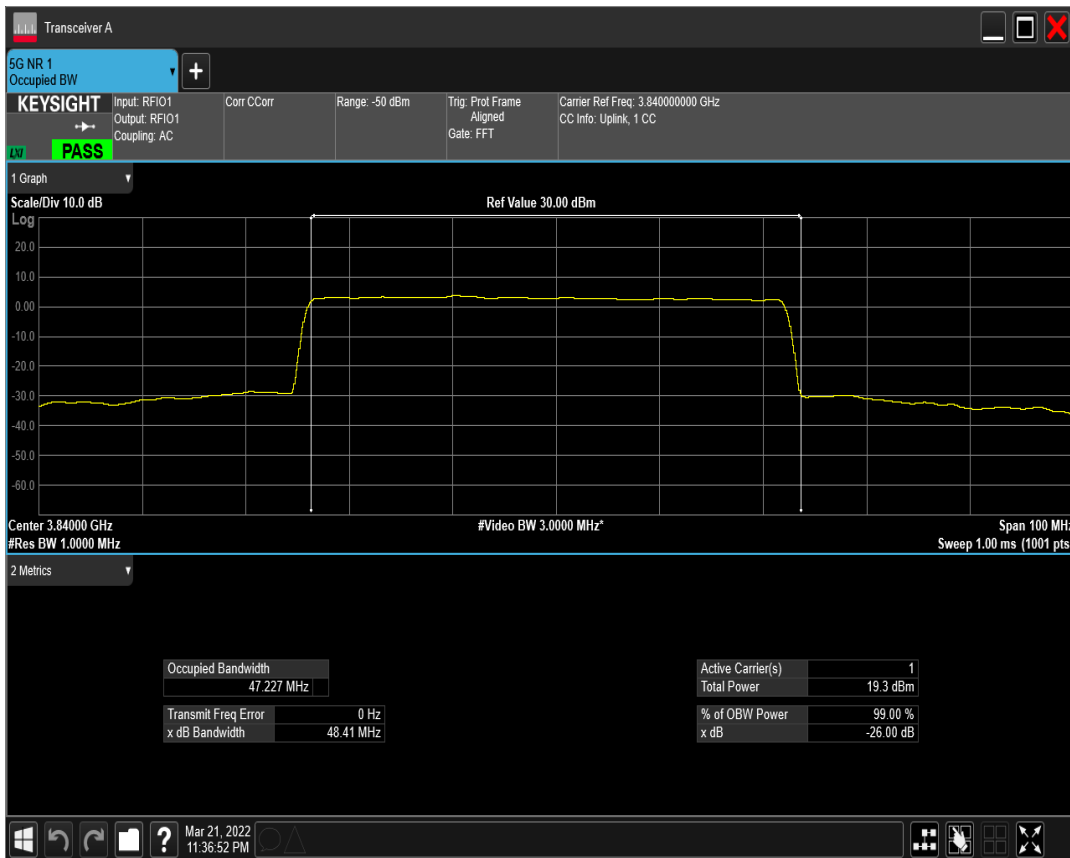 Transceiver A
5G NR 1
Occupied BW
KEYSIGHT
LXI
PASS
Input: RFIO1
Output: RFIO1
Coupling: AC
Corr CCorr
Range: -50 dBm
Trig: Prot Frame
Aligned
Gate: FFT
Carrier Ref Freq: 3.840000000 GHz
CC Info: Uplink, 1 CC
1 Graph
Scale/Div 10.0 dB
Ref Value 30.00 dBm
Log
20.0
10.0
0.00
-10.0
-20.0
-30.0
-40.0
-50.0
-60.0
Center 3.84000 GHz
#Video BW 3.0000 MHz*
Span 100 MHz
#Res BW 1.0000 MHz
Sweep 1.00 ms (1001 pts
2 Metrics
Occupied Bandwidth
47.227 MHz
Transmit Freq Error 0 Hz
x dB Bandwidth 48.41 MHz
Active Carrier(s) 1
Total Power 19.3 dBm
% of OBW Power 99.00 %
x dB -26.00 dB
?
Mar 21, 2022
11:36:52 PM